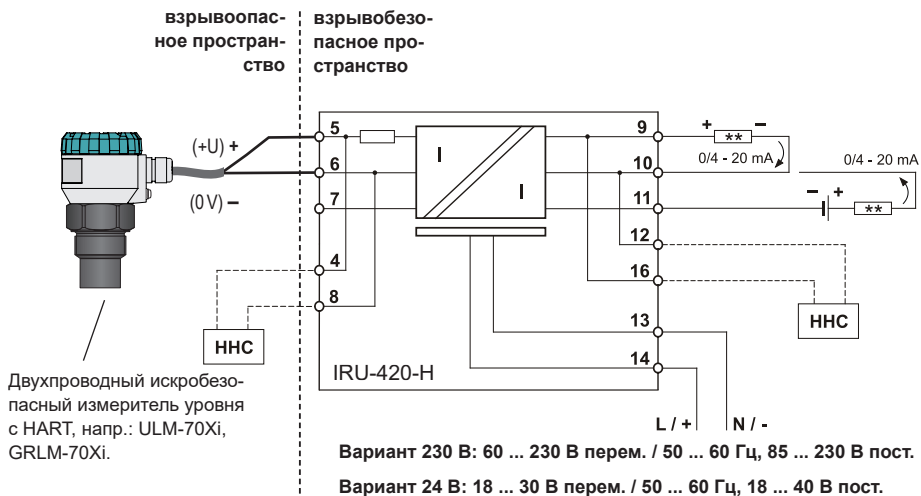 взрывоопас-
ное простран-
ство
взрывобезо-
пасное про-
странство
(+U) +
(0 V) –
5
6
7
4
8
I
I
9
10
11
12
16
13
14
+ ** –
0/4 - 20 mA
0/4 - 20 mA
– +
**
HHC
HHC
IRU-420-H
L / +
N / -
Двухпроводный искробезо-
пасный измеритель уровня
с HART, напр.: ULM-70Xi,
GRLM-70Xi.
Вариант 230 В: 60 ... 230 В перем. / 50 ... 60 Гц, 85 ... 230 В пост.
Вариант 24 В: 18 ... 30 В перем. / 50 ... 60 Гц, 18 ... 40 В пост.